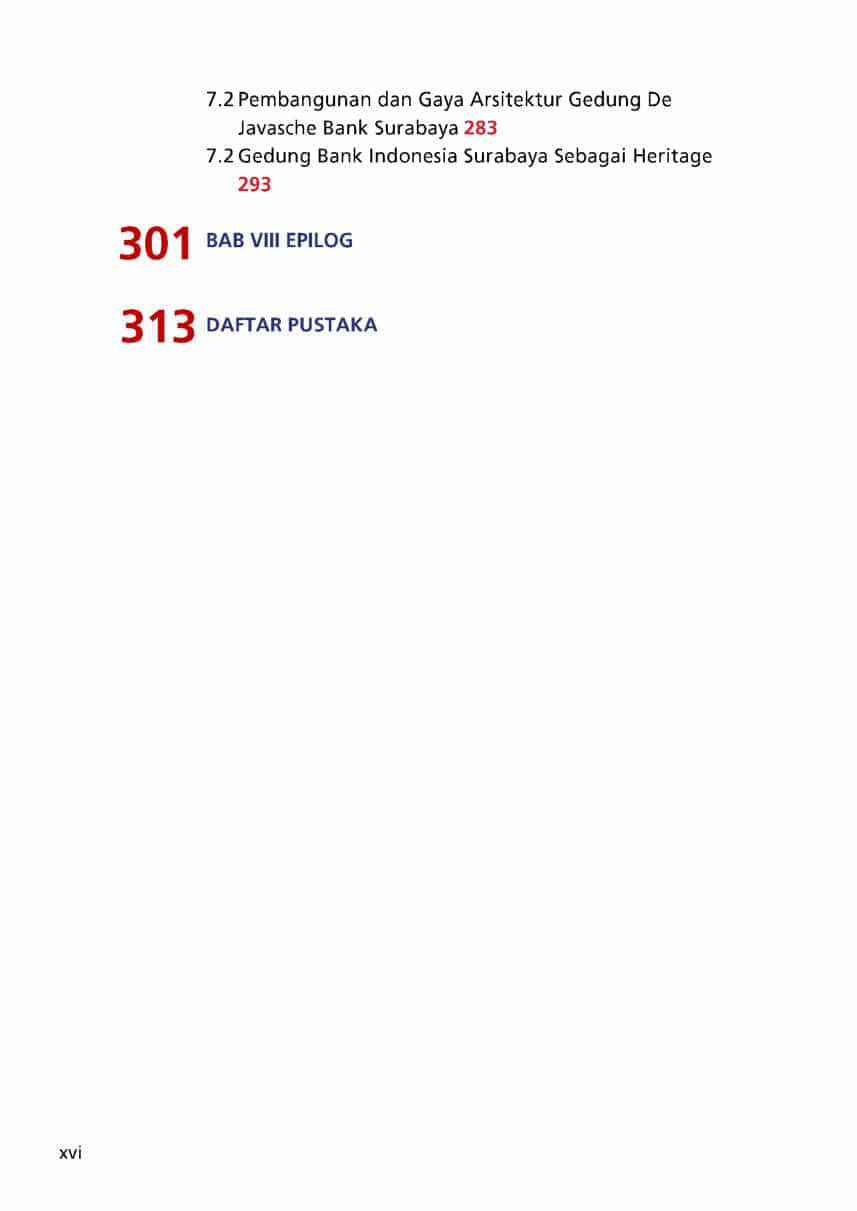 7.2 Pembangunan dan Gaya Arsitektur Gedung De
Javasche Bank Surabaya 283
7.2 Gedung Bank Indonesia Surabaya Sebagai Heritage
293
301 BAB VIII EPILOG
313 DAFTAR PUSTAKA
xvi